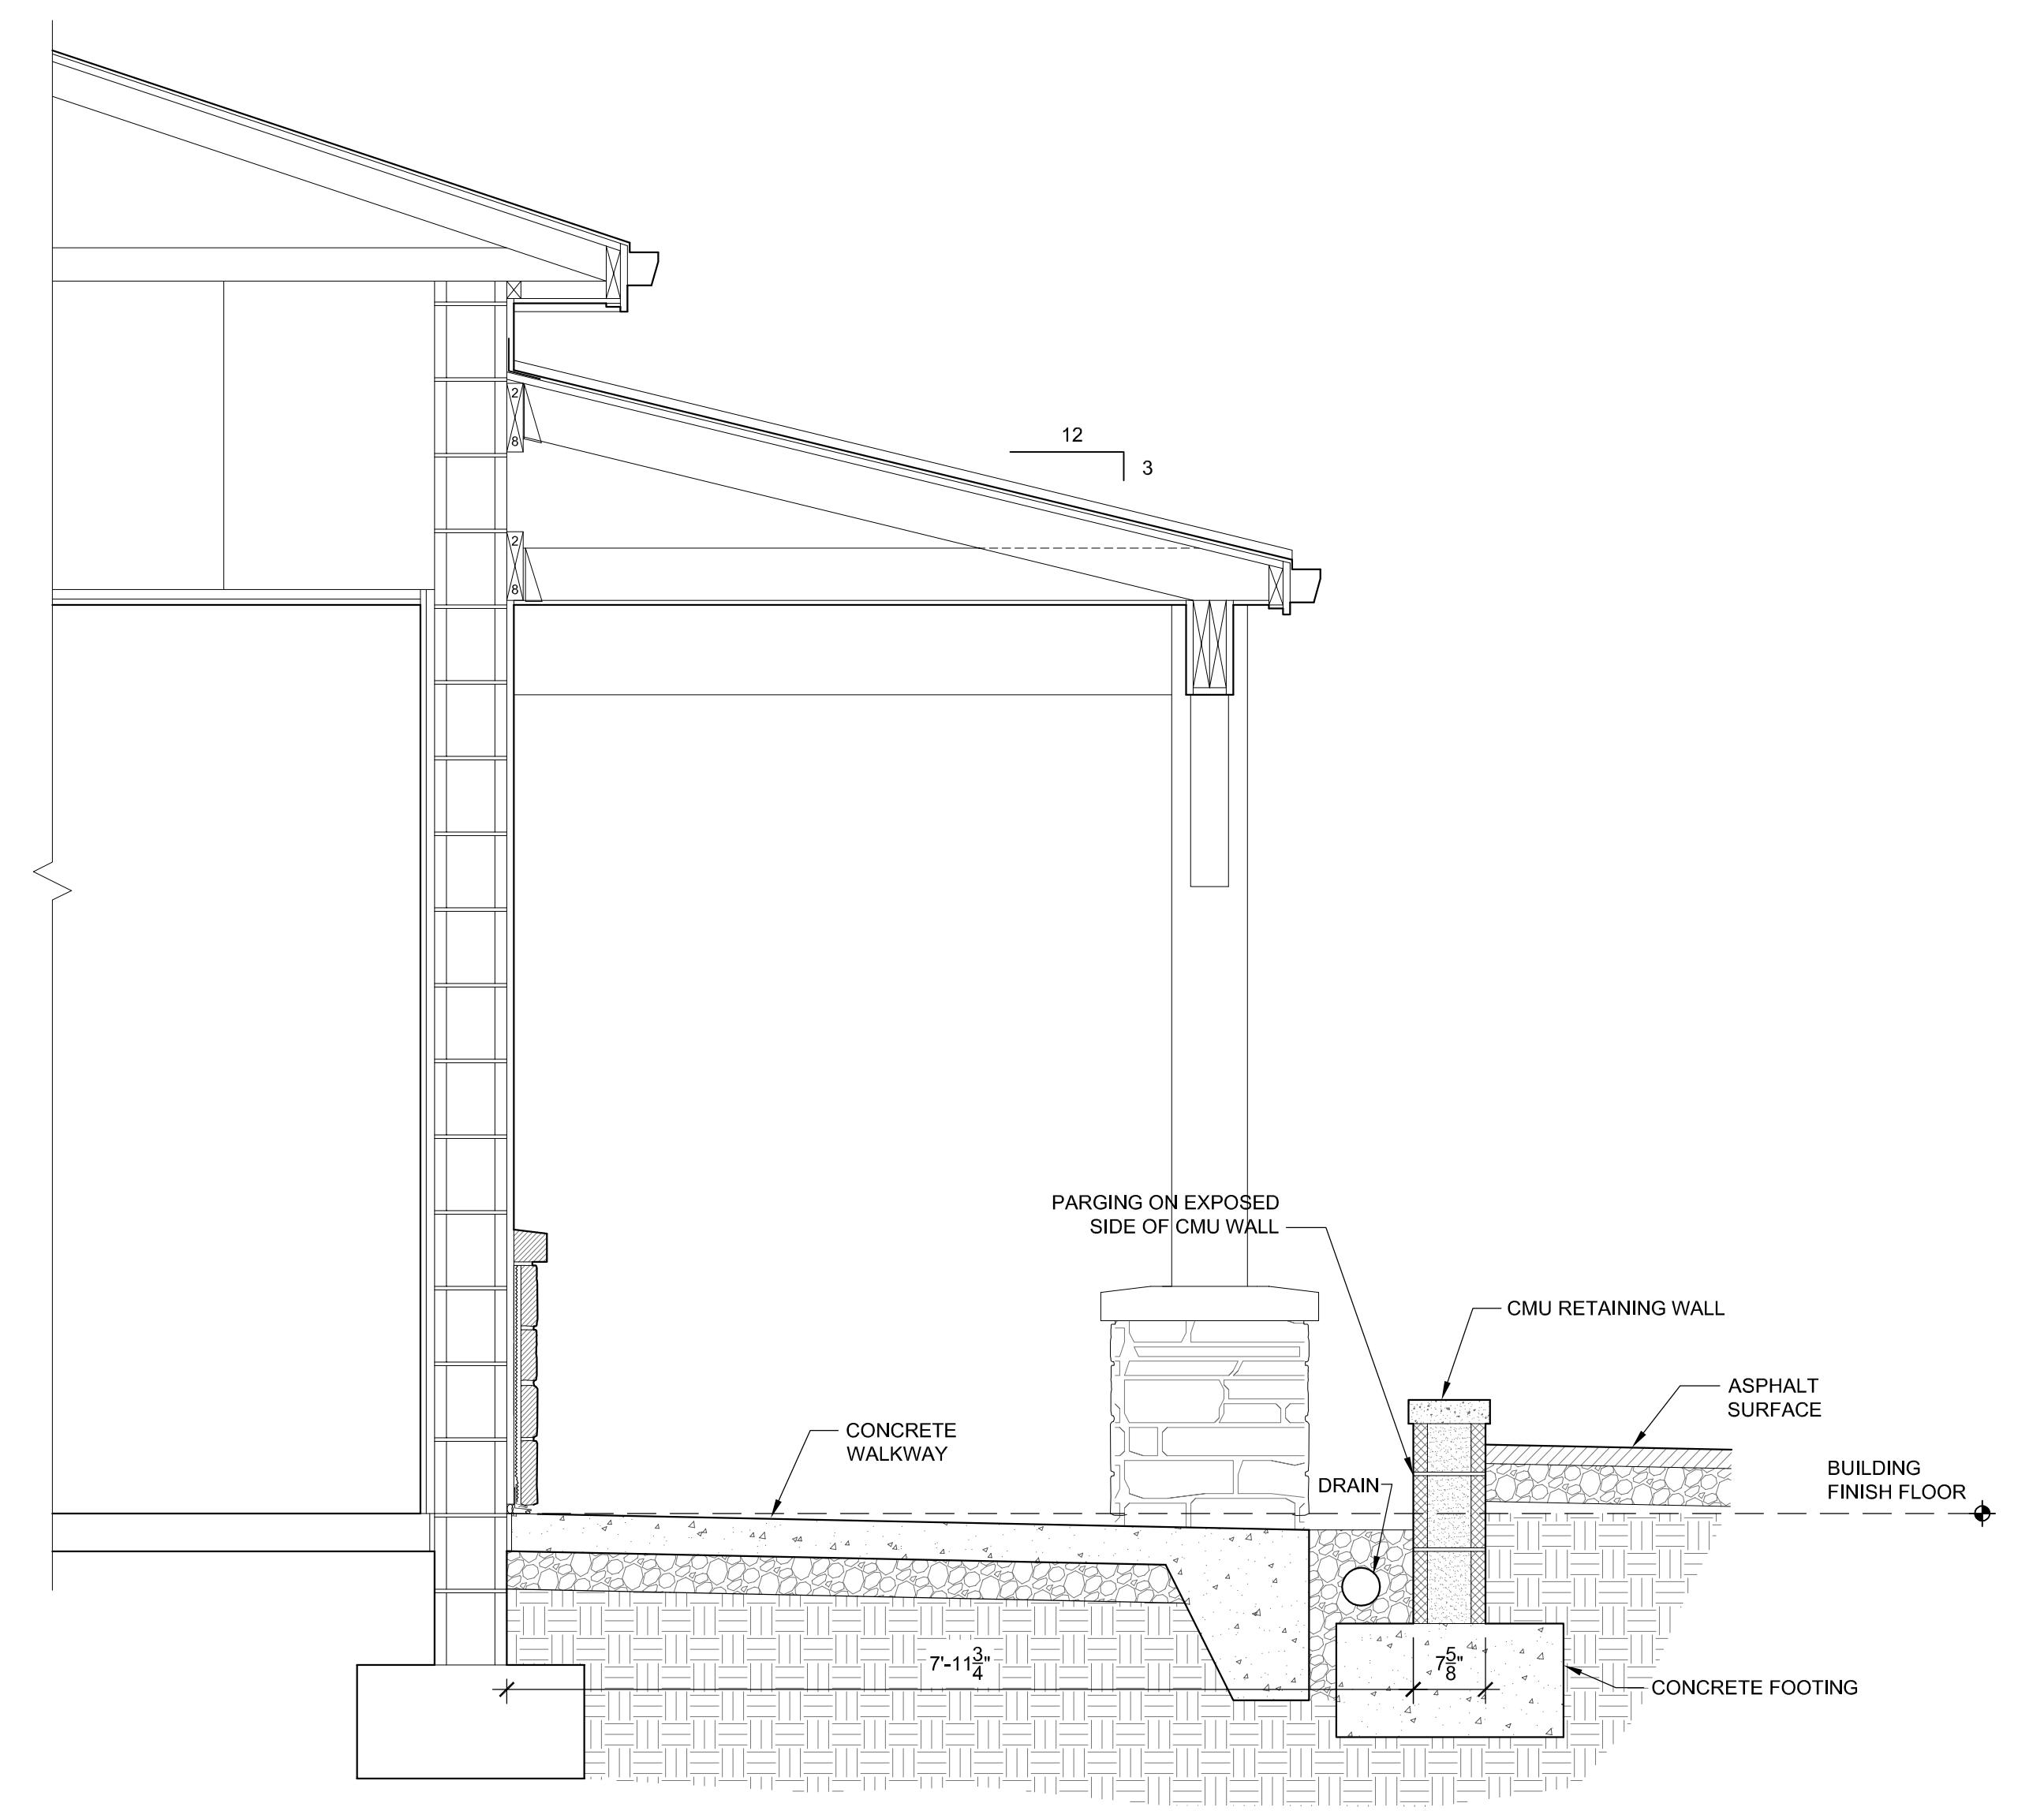 2
8
12
3
2
8
PARGING ON EXPOSED
SIDE OF CMU WALL
CMU RETAINING WALL
ASPHALT
SURFACE
CONCRETE
WALKWAY
DRAIN
BUILDING
FINISH FLOOR
7'-11 3/4"
7 5/8"
CONCRETE FOOTING